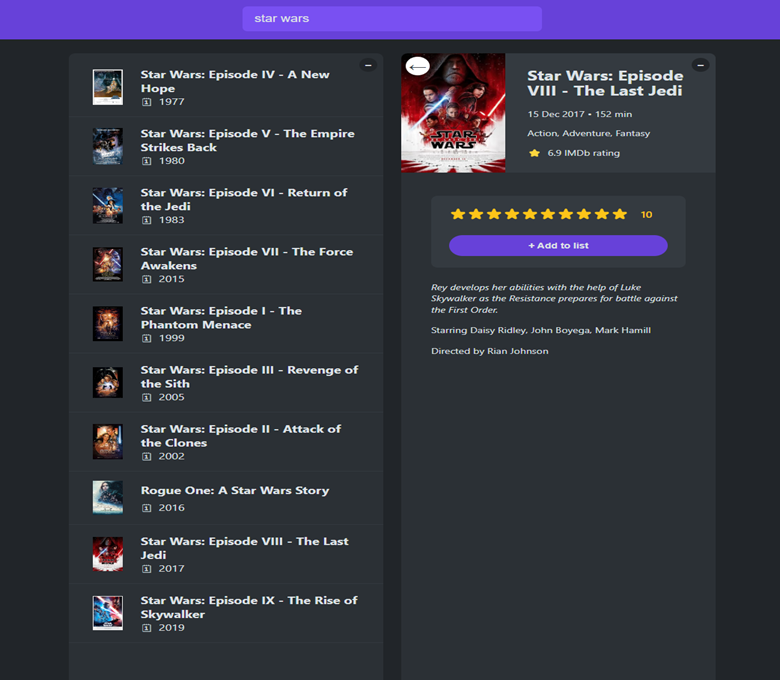 star wars
Star Wars: Episode IV - A New
Hope
1977
Star Wars: Episode V - The Empire
Strikes Back
1980
Star Wars: Episode VI - Return of
the Jedi
1983
Star Wars: Episode VII - The Force
Awakens
2015
Star Wars: Episode I - The
Phantom Menace
1999
Star Wars: Episode III - Revenge of
the Sith
2005
Star Wars: Episode II - Attack of
the Clones
2002
Rogue One: A Star Wars Story
2016
Star Wars: Episode VIII - The Last
Jedi
2017
Star Wars: Episode IX - The Rise of
Skywalker
2019
STAR
WARS
Star Wars: Episode
VIII - The Last Jedi
15 Dec 2017 • 152 min
Action, Adventure, Fantasy
6.9 IMDb rating
10
+ Add to list
Rey develops her abilities with the help of Luke
Skywalker as the Resistance prepares for battle against
the First Order.
Starring Daisy Ridley, John Boyega, Mark Hamill
Directed by Rian Johnson